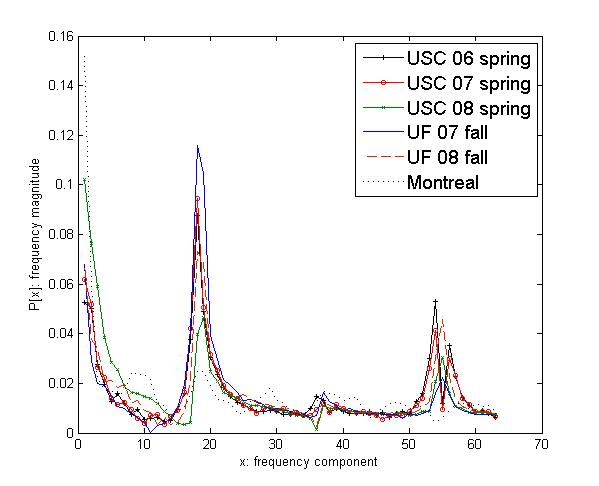 0.16
0.14
0.12
0.1
0.08
0.06
0.04
0.02
0
P[x]: frequency magnitude
USC 06 spring
USC 07 spring
USC 08 spring
UF 07 fall
UF 08 fall
Montreal
0 10 20 30 40 50 60 70
x: frequency component